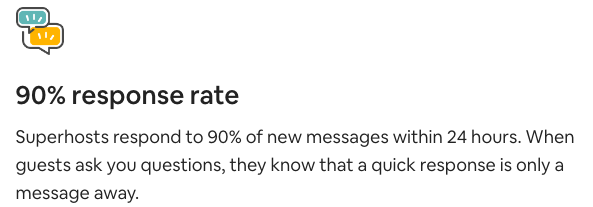 90% response rate
Superhosts respond to 90% of new messages within 24 hours. When
guests ask you questions, they know that a quick response is only a
message away.